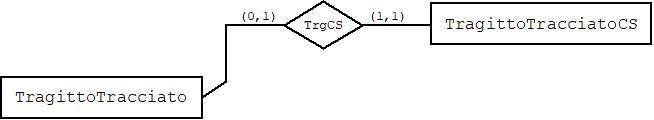 (0,1)
TrgCS
(1,1)
TragittoTracciatoCS
TragittoTracciato